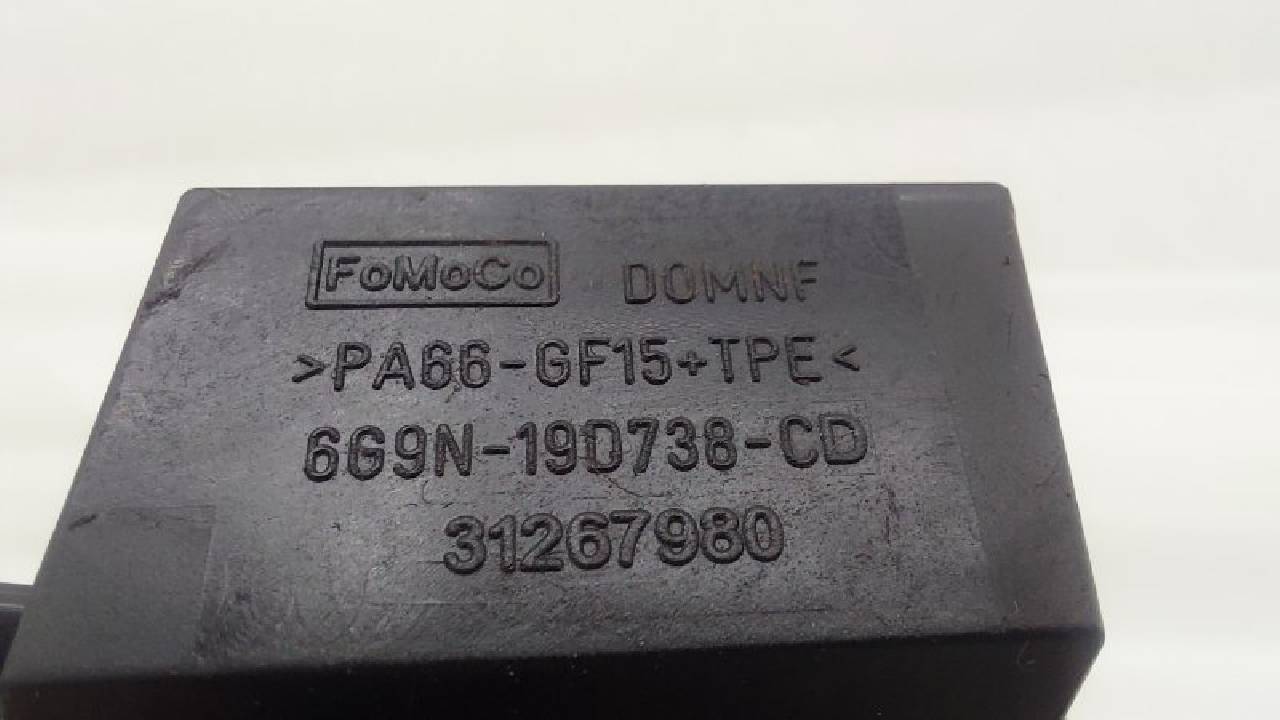 FoMoCo DOMNF
>PA66-GF15+TPE<
6G9N-19D738-CD
31267980